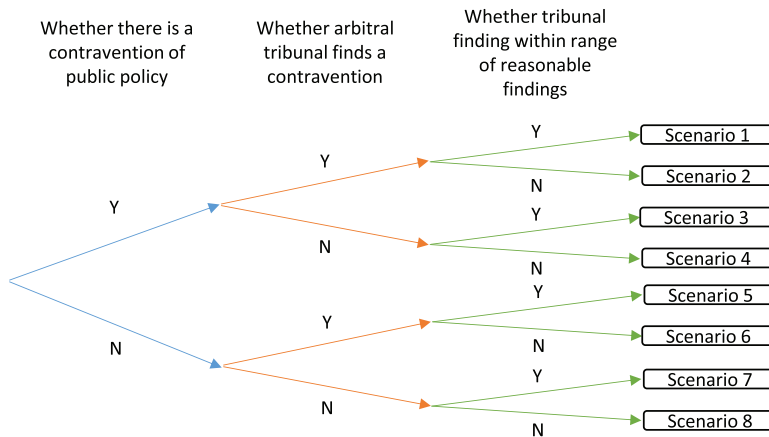 Whether there is a
contravention of
public policy
Whether arbitral
tribunal finds a
contravention
Whether tribunal
finding within range
of reasonable
findings
Y
N
Y
N
Y
N
Y
N
Y
N
Y
N
Y
N
Scenario 1
Scenario 2
Scenario 3
Scenario 4
Scenario 5
Scenario 6
Scenario 7
Scenario 8